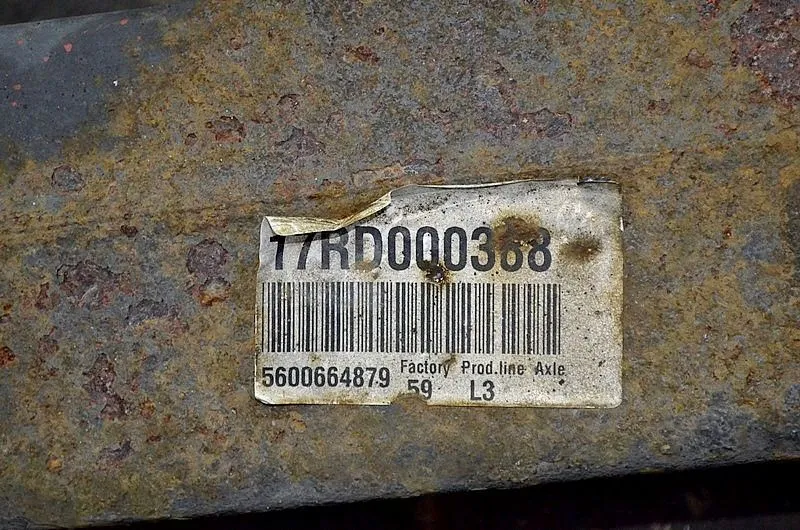 17RD000388
5600664879 Factory Prod.line Axle
59 L3